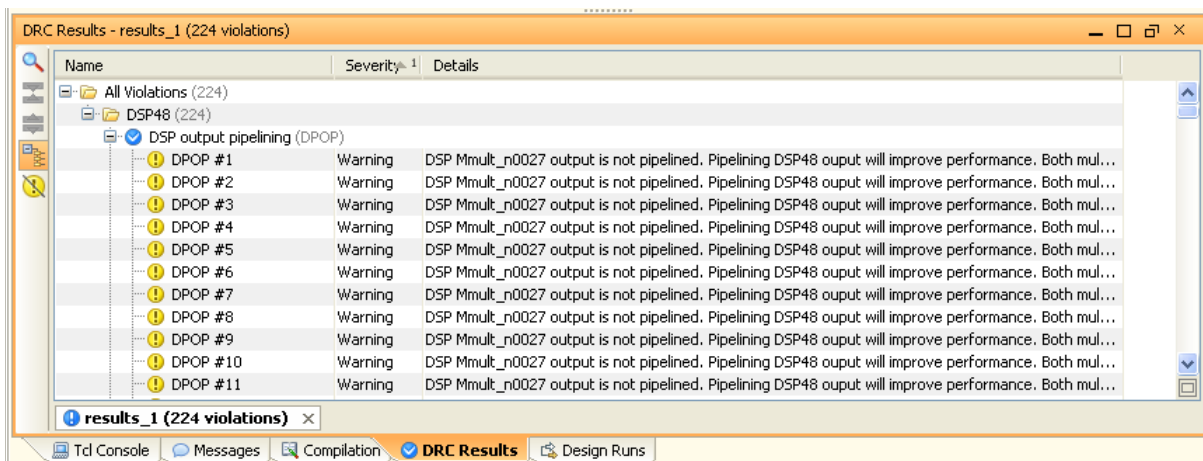 DRC Results - results_1 (224 violations)
Name Severity 1 Details
All Violations (224)
DSP48 (224)
DSP output pipelining (DPOP)
DPOP #1 Warning DSP Mmult_n0027 output is not pipelined. Pipelining DSP48 ouput will improve performance. Both mul...
DPOP #2 Warning DSP Mmult_n0027 output is not pipelined. Pipelining DSP48 ouput will improve performance. Both mul...
DPOP #3 Warning DSP Mmult_n0027 output is not pipelined. Pipelining DSP48 ouput will improve performance. Both mul...
DPOP #4 Warning DSP Mmult_n0027 output is not pipelined. Pipelining DSP48 ouput will improve performance. Both mul...
DPOP #5 Warning DSP Mmult_n0027 output is not pipelined. Pipelining DSP48 ouput will improve performance. Both mul...
DPOP #6 Warning DSP Mmult_n0027 output is not pipelined. Pipelining DSP48 ouput will improve performance. Both mul...
DPOP #7 Warning DSP Mmult_n0027 output is not pipelined. Pipelining DSP48 ouput will improve performance. Both mul...
DPOP #8 Warning DSP Mmult_n0027 output is not pipelined. Pipelining DSP48 ouput will improve performance. Both mul...
DPOP #9 Warning DSP Mmult_n0027 output is not pipelined. Pipelining DSP48 ouput will improve performance. Both mul...
DPOP #10 Warning DSP Mmult_n0027 output is not pipelined. Pipelining DSP48 ouput will improve performance. Both mul...
DPOP #11 Warning DSP Mmult_n0027 output is not pipelined. Pipelining DSP48 ouput will improve performance. Both mul...
results_1 (224 violations)
Tcl Console Messages Compilation DRC Results Design Runs